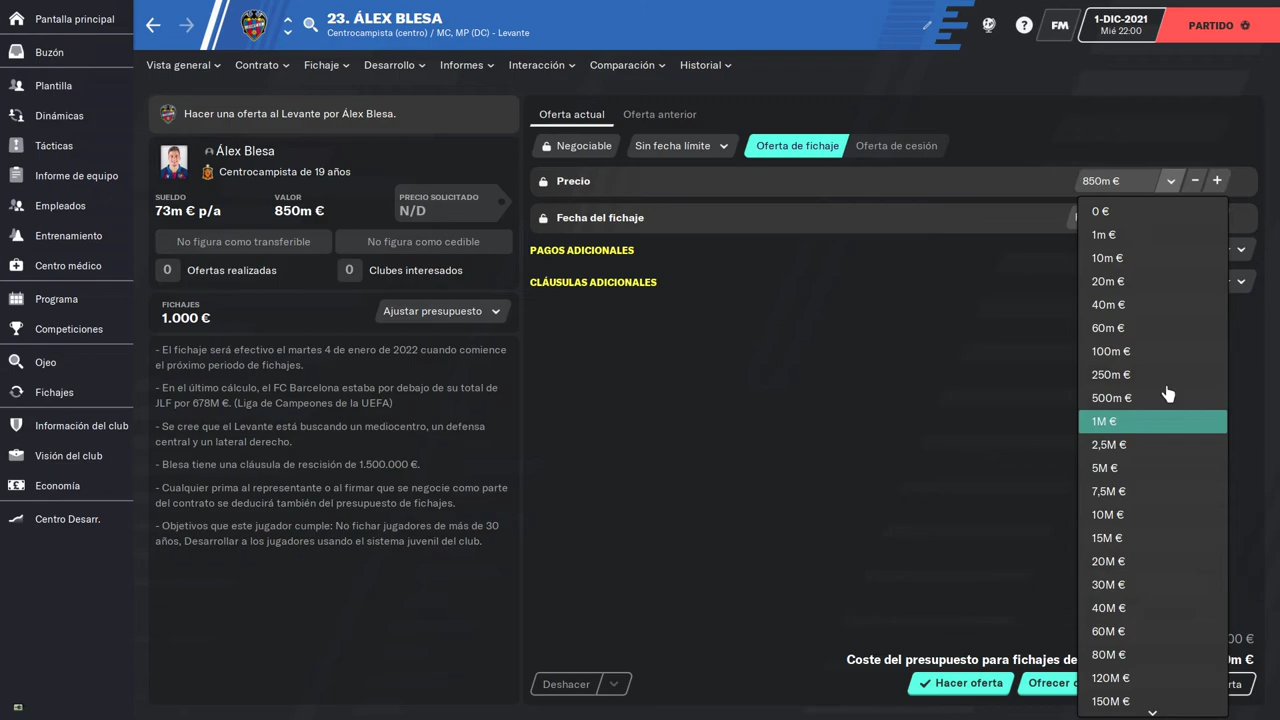 Pantalla principal
Buzón
Plantilla
Dinámicas
Tácticas
Informe de equipo
Empleados
Entrenamiento
Centro médico
Programa
Competiciones
Ojeo
Fichajes
Información del club
Visión del club
Economía
Centro Desarr.
23. ÁLEX BLESA
Centrocampista (centro) / MC, MP (DC) - Levante
FM
1-DIC-2021
Mié 22:00
PARTIDO
Vista general
Contrato
Fichaje
Desarrollo
Informes
Interacción
Comparación
Historial
Hacer una oferta al Levante por Álex Blesa.
Álex Blesa
Centrocampista de 19 años
SUELDO
73m € p/a
VALOR
850m €
PRECIO SOLICITADO
N/D
No figura como transferible
No figura como cedible
0 Ofertas realizadas
0 Clubes interesados
FICHAJES
1.000 €
Ajustar presupuesto
- El fichaje será efectivo el martes 4 de enero de 2022 cuando comience
el próximo periodo de fichajes.
- En el último cálculo, el FC Barcelona estaba por debajo de su total de
JLF por 678M €. (Liga de Campeones de la UEFA)
- Se cree que el Levante está buscando un mediocentro, un defensa
central y un lateral derecho.
- Blesa tiene una cláusula de rescisión de 1.500.000 €.
- Cualquier prima al representante o al firmar que se negocie como parte
del contrato se deducirá también del presupuesto de fichajes.
- Objetivos que este jugador cumple: No fichar jugadores de más de 30
años, Desarrollar a los jugadores usando el sistema juvenil del club.
Oferta actual
Oferta anterior
Negociable
Sin fecha límite
Oferta de fichaje
Oferta de cesión
Precio
850m €
Fecha del fichaje
PAGOS ADICIONALES
CLÁUSULAS ADICIONALES
0 €
1m €
10m €
20m €
40m €
60m €
100m €
250m €
500m €
1M €
2,5M €
5M €
7,5M €
10M €
15M €
20M €
30M €
40M €
60M €
80M €
120M €
150M €
Coste del presupuesto para fichajes de
Deshacer
Hacer oferta
Ofrecer